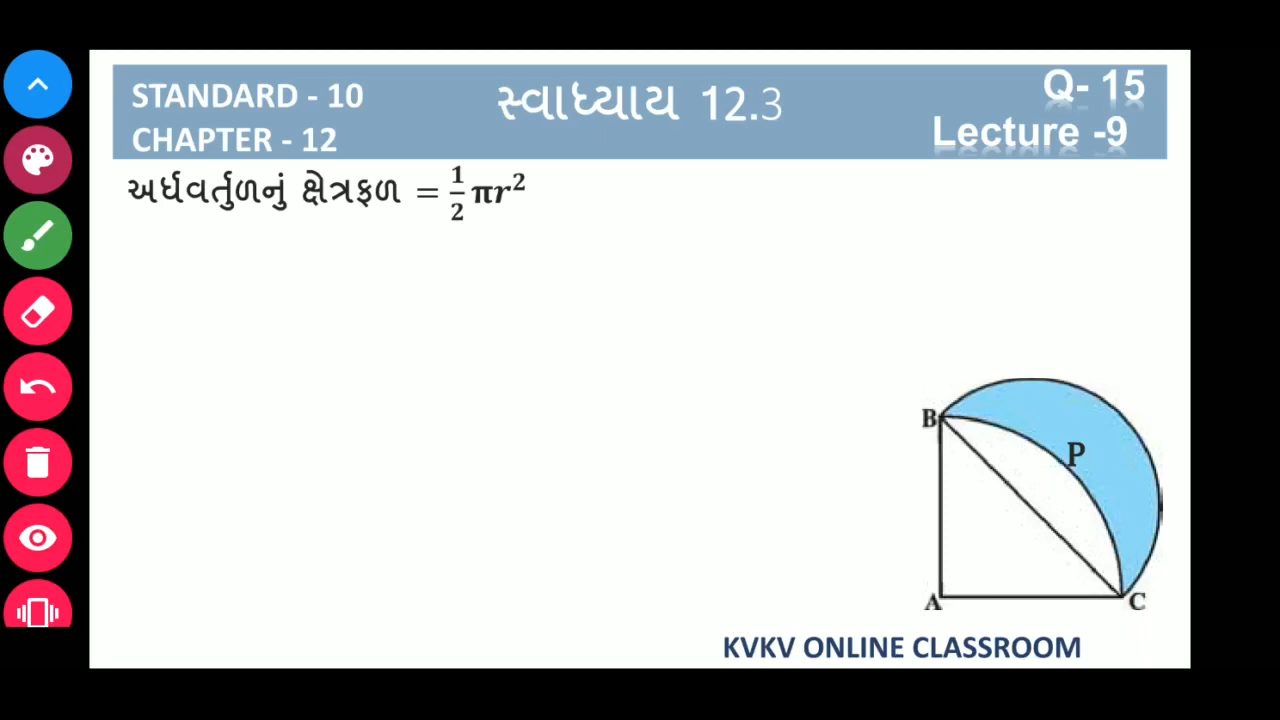 STANDARD - 10
CHAPTER - 12
સ્વાધ્યાય 12.3
Q- 15
Lecture -9
અર્ધવર્તુળનું ક્ષેત્રફળ = 1/2 πr²
B
P
A
C
KVKV ONLINE CLASSROOM